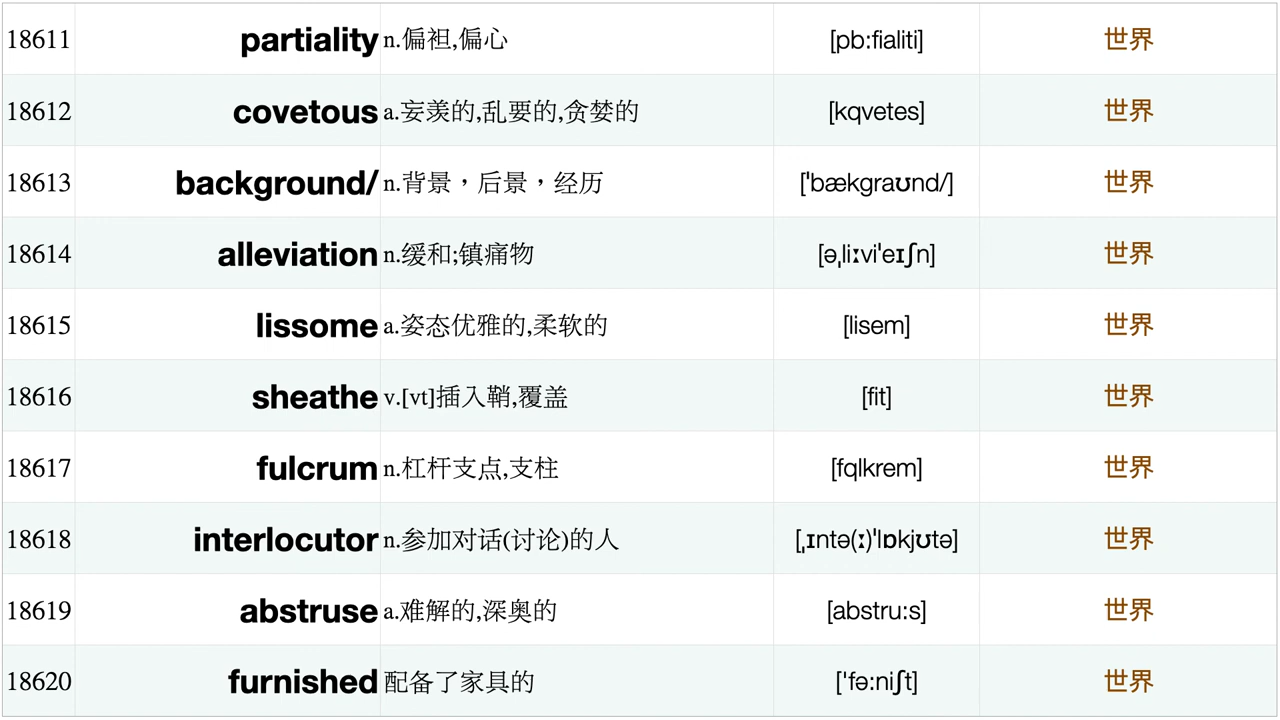 18611 partiality n.偏袒,偏心 [pb:fialiti] 世界
18612 covetous a.妄羡的,乱要的,贪婪的 [kqvetes] 世界
18613 background/ n.背景，后景，经历 [ˈbækgraʊnd/] 世界
18614 alleviation n.缓和;镇痛物 [əˌliːviˈeɪʃn] 世界
18615 lissome a.姿态优雅的,柔软的 [lisem] 世界
18616 sheathe v.[vt]插入鞘,覆盖 [fit] 世界
18617 fulcrum n.杠杆支点,支柱 [fqlkrem] 世界
18618 interlocutor n.参加对话(讨论)的人 [ˌɪntə(ː)ˈlɒkjʊtə] 世界
18619 abstruse a.难解的,深奥的 [abstru:s] 世界
18620 furnished 配备了家具的 [ˈfə:niʃt] 世界